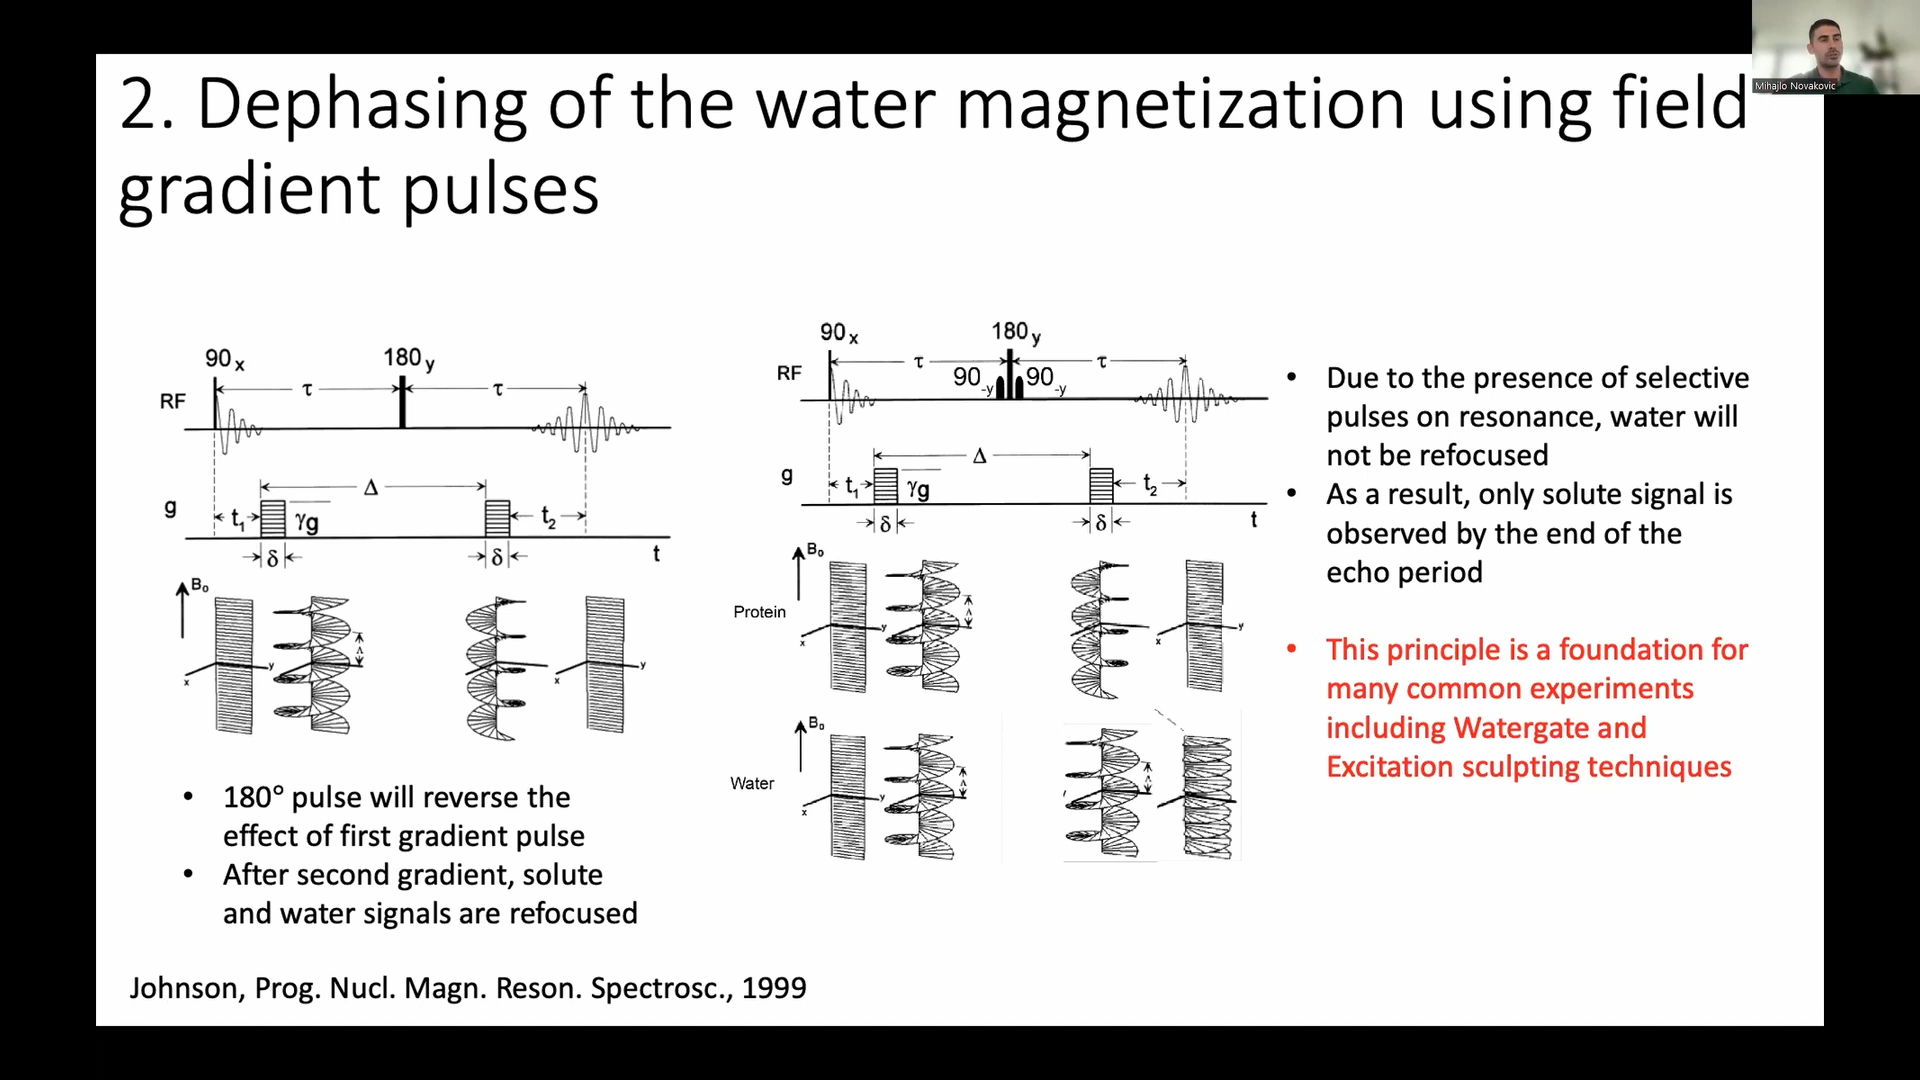 Mihajlo Novakovic
2. Dephasing of the water magnetization using field
gradient pulses
90x
180y
RF
τ
τ
g
Δ
t1
γg
t2
δ
δ
t
B0
x
y
x
y
90x
180y
RF
τ
τ
90-y
90-y
g
Δ
t1
γg
t2
δ
δ
t
B0
Protein
x
y
x
y
B0
Water
x
y
• 180° pulse will reverse the
effect of first gradient pulse
• After second gradient, solute
and water signals are refocused
• Due to the presence of selective
pulses on resonance, water will
not be refocused
• As a result, only solute signal is
observed by the end of the
echo period
• This principle is a foundation for
many common experiments
including Watergate and
Excitation sculpting techniques
Johnson, Prog. Nucl. Magn. Reson. Spectrosc., 1999